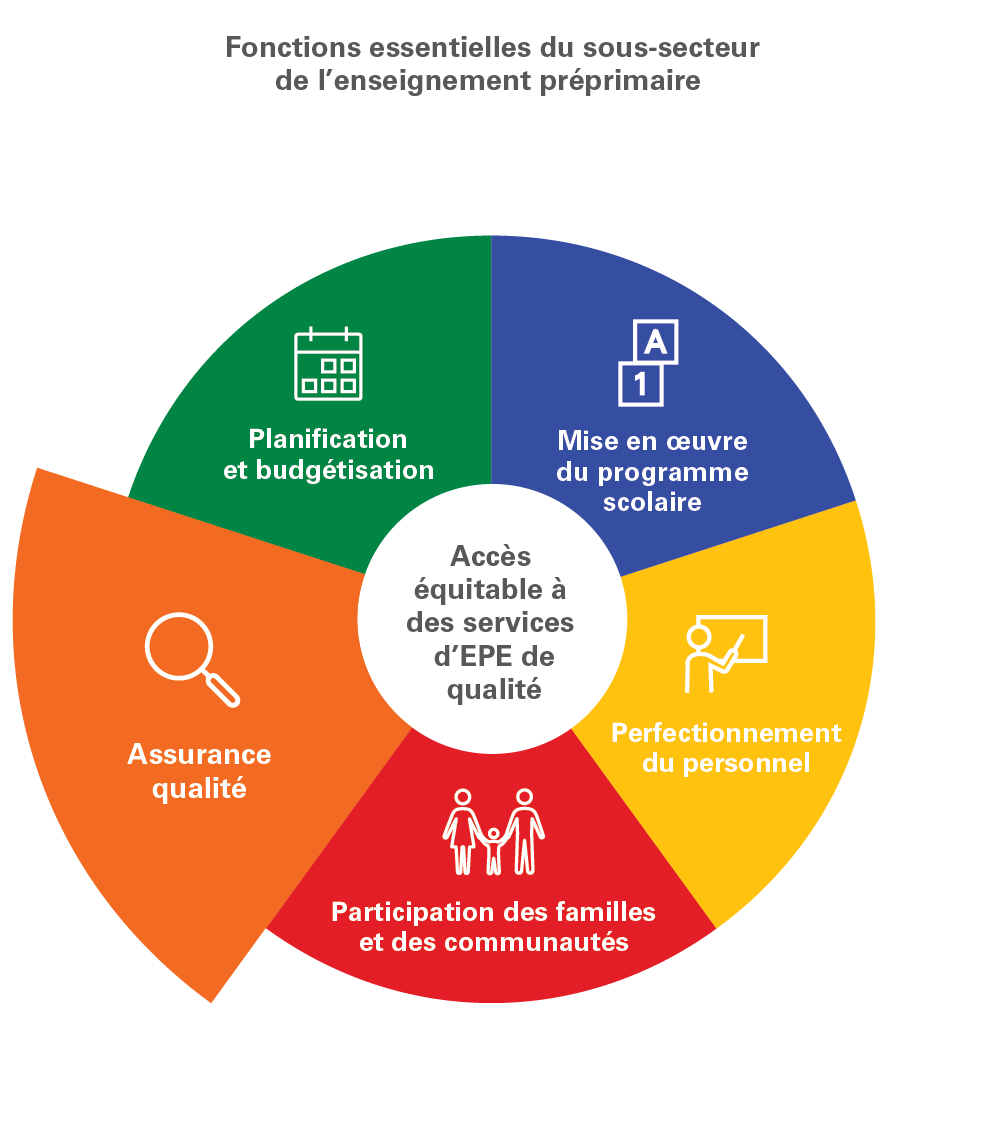 Fonctions essentielles du sous-secteur
de l’enseignement préprimaire
Planification
et budgétisation
A
1
Mise en œuvre
du programme
scolaire
Accès
équitable à
des services
d’EPE de
qualité
Perfectionnement
du personnel
Assurance
qualité
Participation des familles
et des communautés